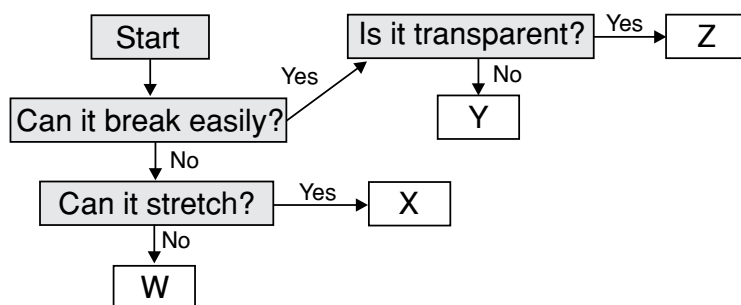 Start
Is it transparent?
Yes
Z
Yes
No
Can it break easily?
Y
No
Can it stretch?
Yes
X
No
W